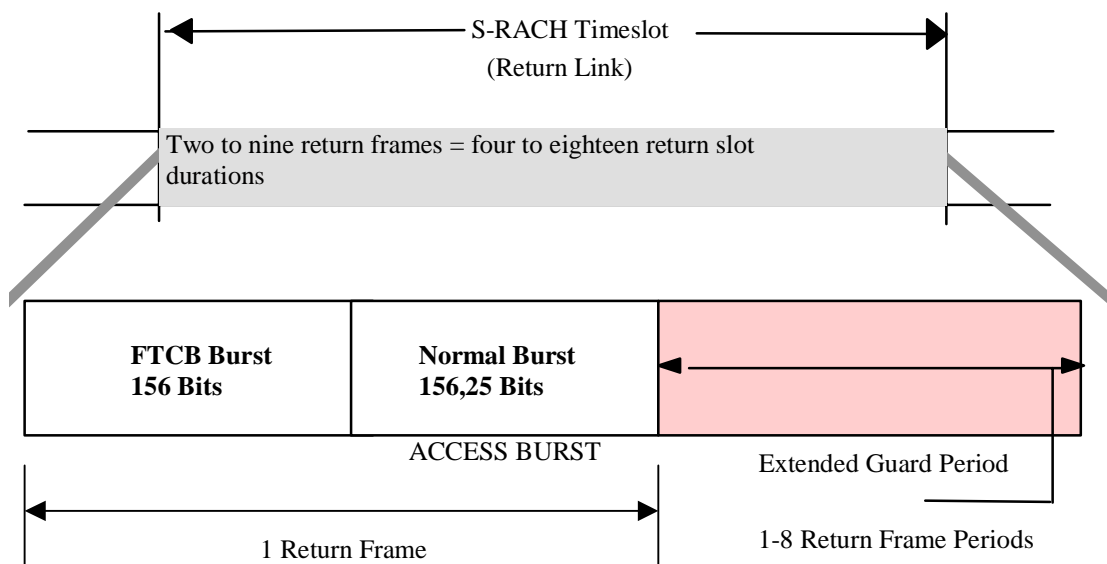 S-RACH Timeslot
(Return Link)
Two to nine return frames = four to eighteen return slot
durations
FTCB Burst
156 Bits
Normal Burst
156,25 Bits
ACCESS BURST
Extended Guard Period
1 Return Frame
1-8 Return Frame Periods